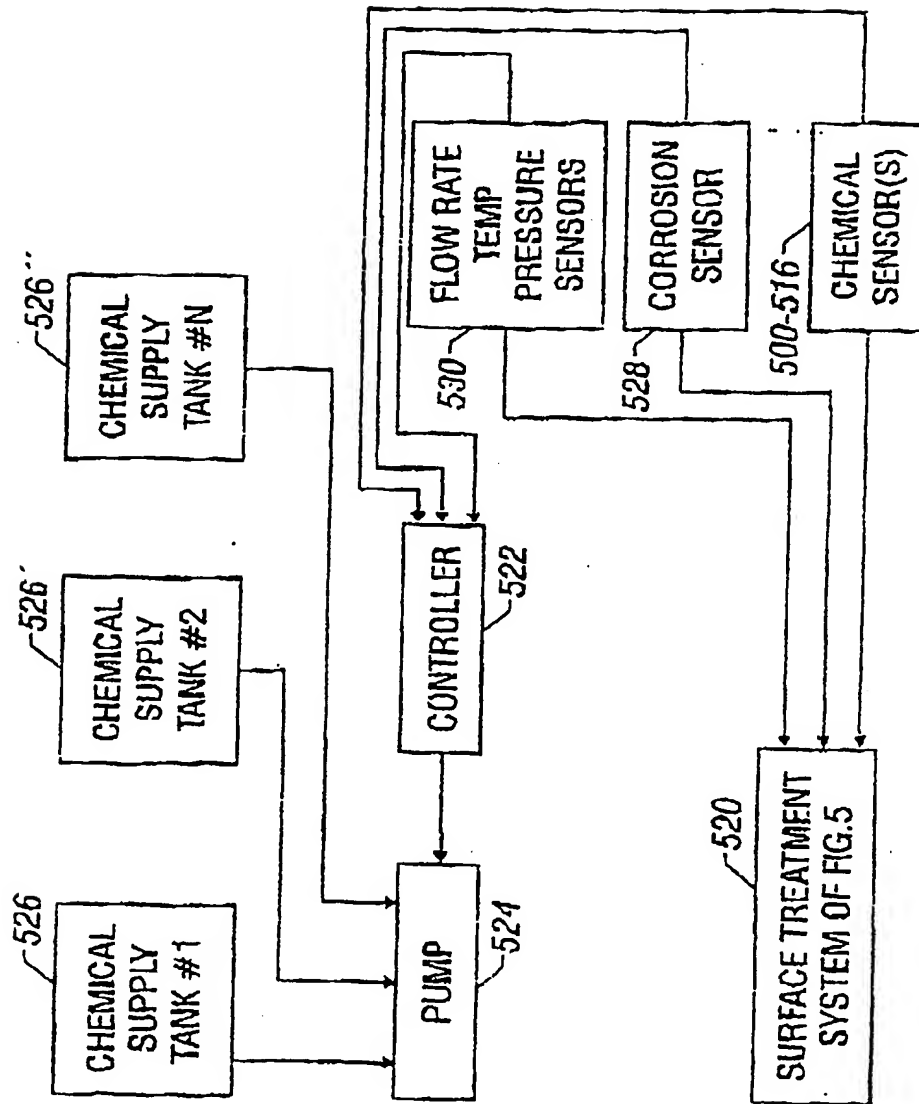 526
CHEMICAL
SUPPLY
TANK #1
526'
CHEMICAL
SUPPLY
TANK #2
526''
CHEMICAL
SUPPLY
TANK #N
PUMP
524
CONTROLLER
522
FLOW RATE
TEMP
PRESSURE
SENSORS
530
CORROSION
SENSOR
528
CHEMICAL
SENSOR(S)
500-516
520
SURFACE TREATMENT
SYSTEM OF FIG.5